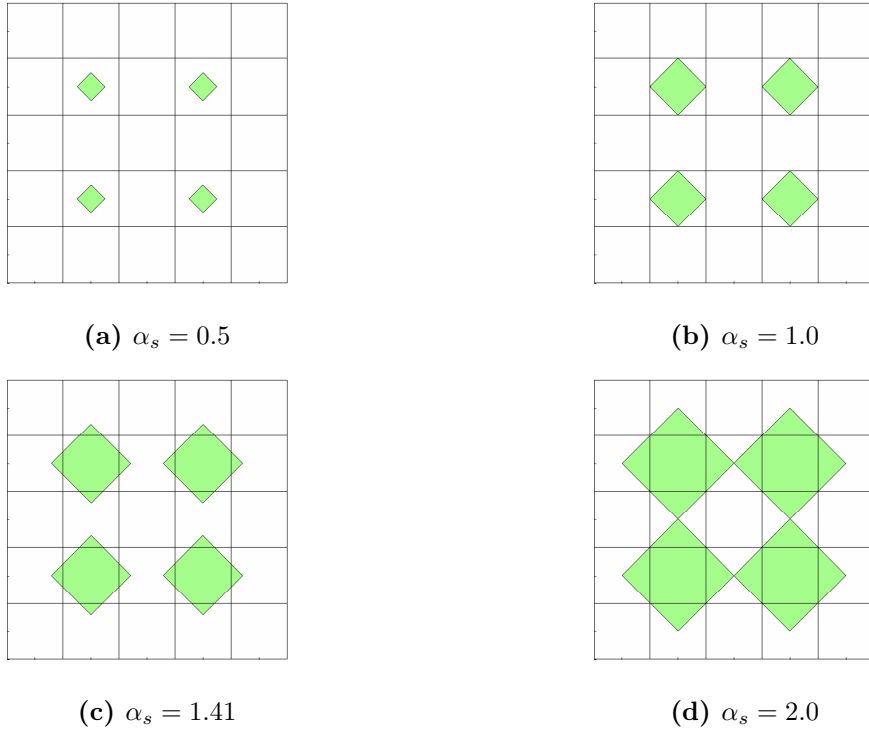 (a) αₛ = 0.5
(b) αₛ = 1.0
(c) αₛ = 1.41
(d) αₛ = 2.0